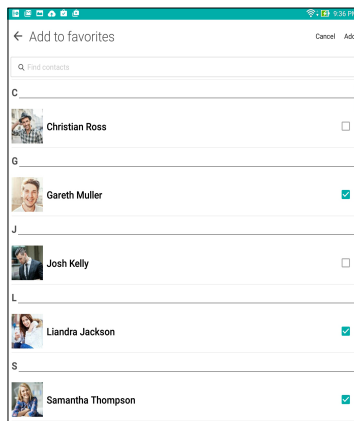 9:36 PM
Add to favorites
Cancel
Add
Find contacts
C
Christian Ross
G
Gareth Muller
J
Josh Kelly
L
Liandra Jackson
S
Samantha Thompson